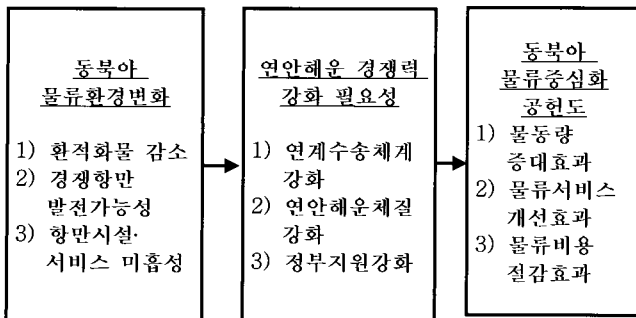 동북아
물류환경변화
1) 환적화물 감소
2) 경쟁항만
발전가능성
3) 항만시설·
서비스 미흡성
연안해운 경쟁력
강화 필요성
1) 연계수송체계
강화
2) 연안해운체질
강화
3) 정부지원강화
동북아
물류중심화
공헌도
1) 물동량
증대효과
2) 물류서비스
개선효과
3) 물류비용
절감효과